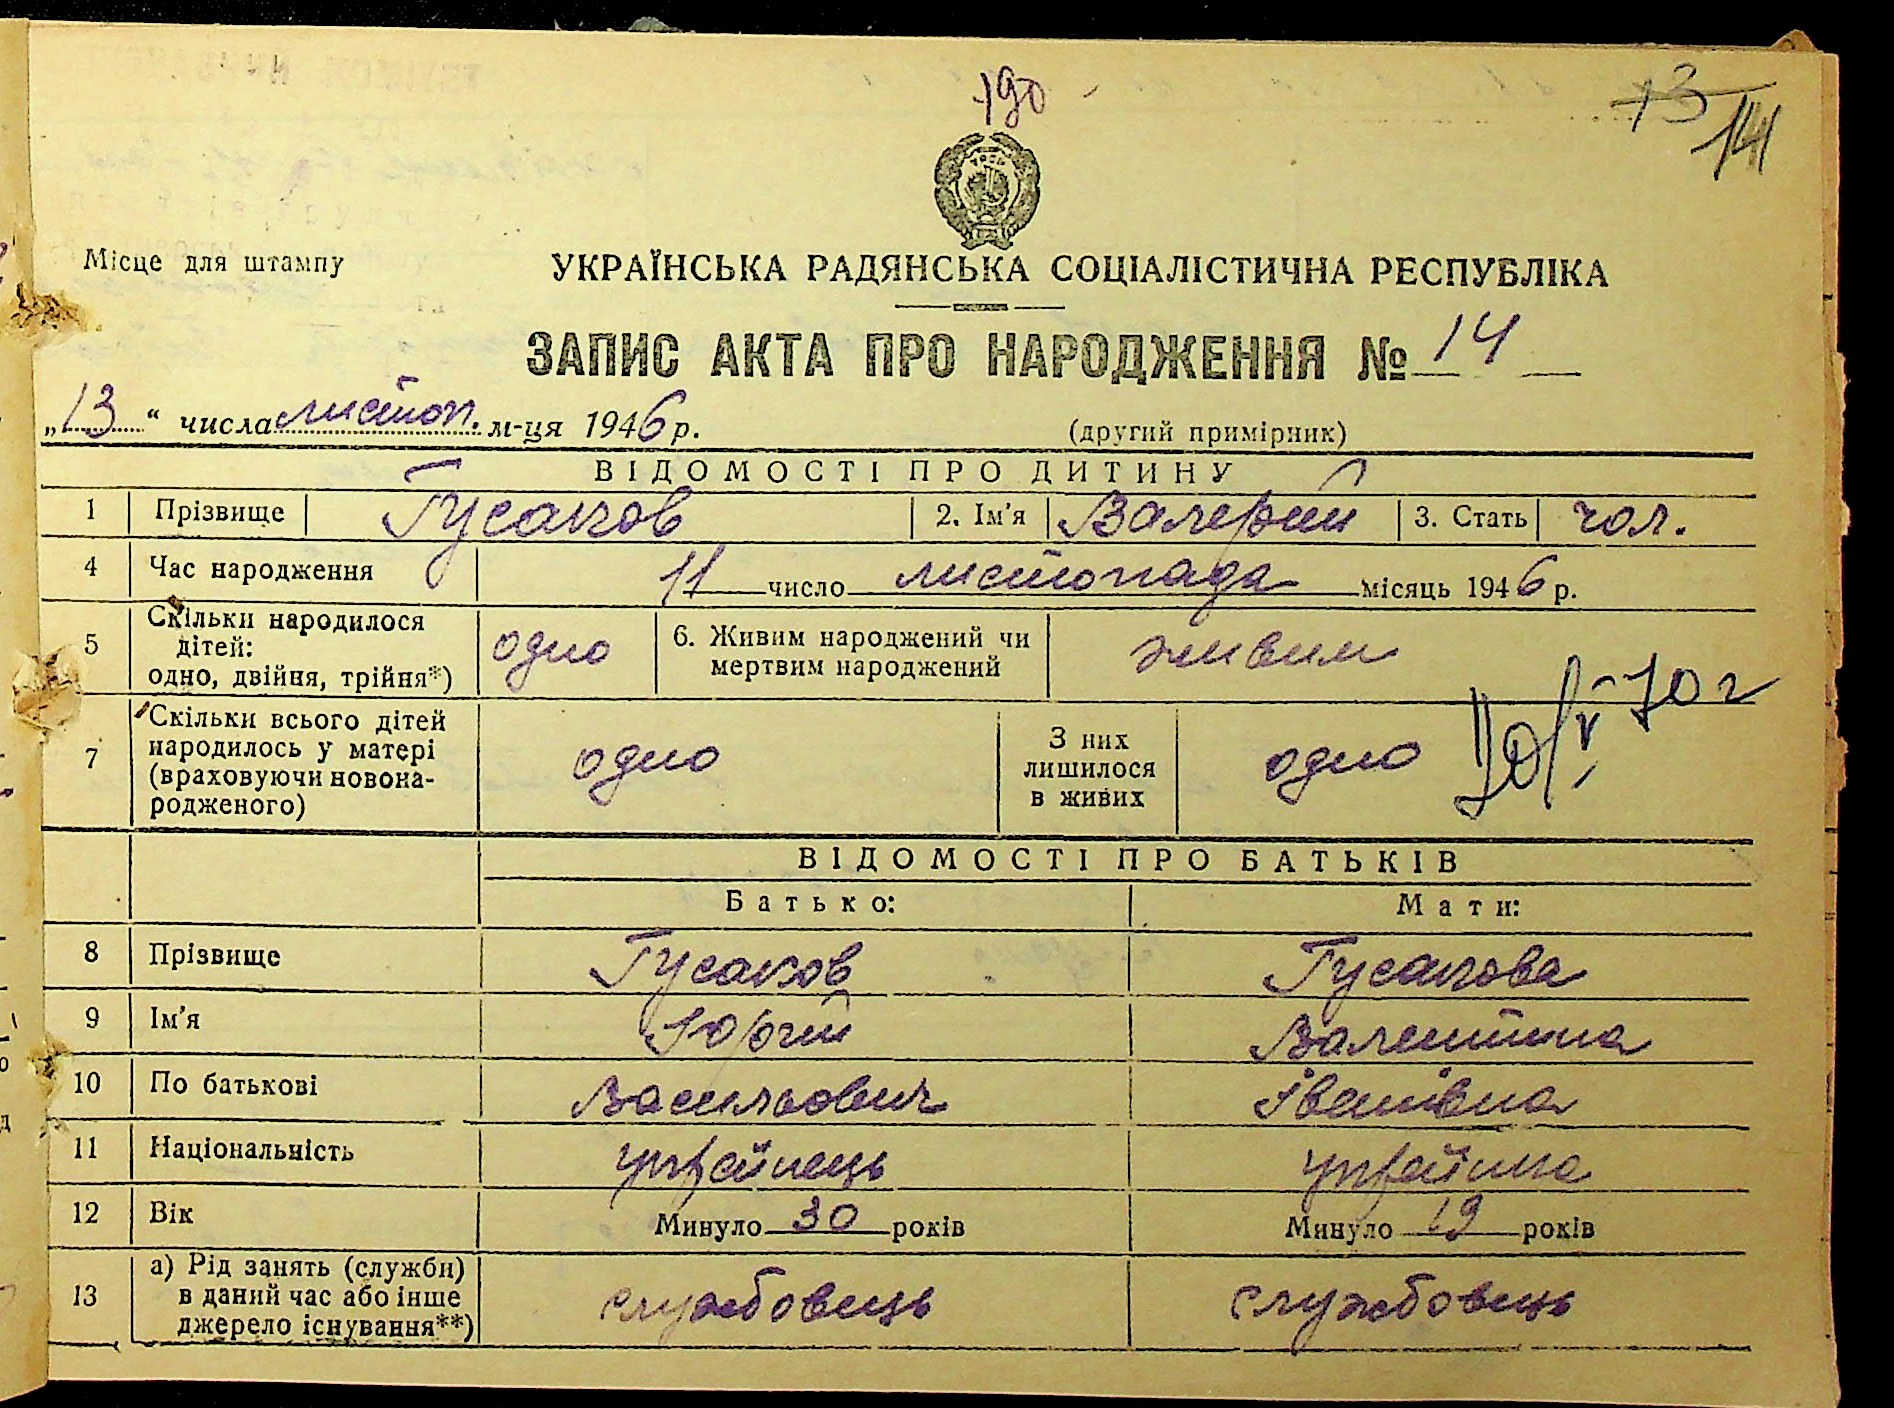 190
13
14
Місце для штампу
УКРАЇНСЬКА РАДЯНСЬКА СОЦІАЛІСТИЧНА РЕСПУБЛІКА
ЗАПИС АКТА ПРО НАРОДЖЕННЯ № 14
„13“ числа листоп. м-ця 1946 р. (другий примірник)
ВІДОМОСТІ ПРО ДИТИНУ
1 Прізвище Гусаков 2. Ім'я Валерій 3. Стать чол.
4 Час народження 11 число листопада місяць 1946 р.
5 Скільки народилося дітей: одно, двійня, трійня*) одно 6. Живим народжений чи мертвим народжений живим
7 Скільки всього дітей народилось у матері (враховуючи новонародженого) одно З них лишилося в живих одно
ВІДОМОСТІ ПРО БАТЬКІВ
Батько: Мати:
8 Прізвище Гусаков Гусакова
9 Ім'я Юрій Валентина
10 По батькові Васильович Іванівна
11 Національність українець українка
12 Вік Минуло 30 років Минуло 19 років
13 а) Рід занять (служби) в даний час або інше джерело існування**) службовець службовець